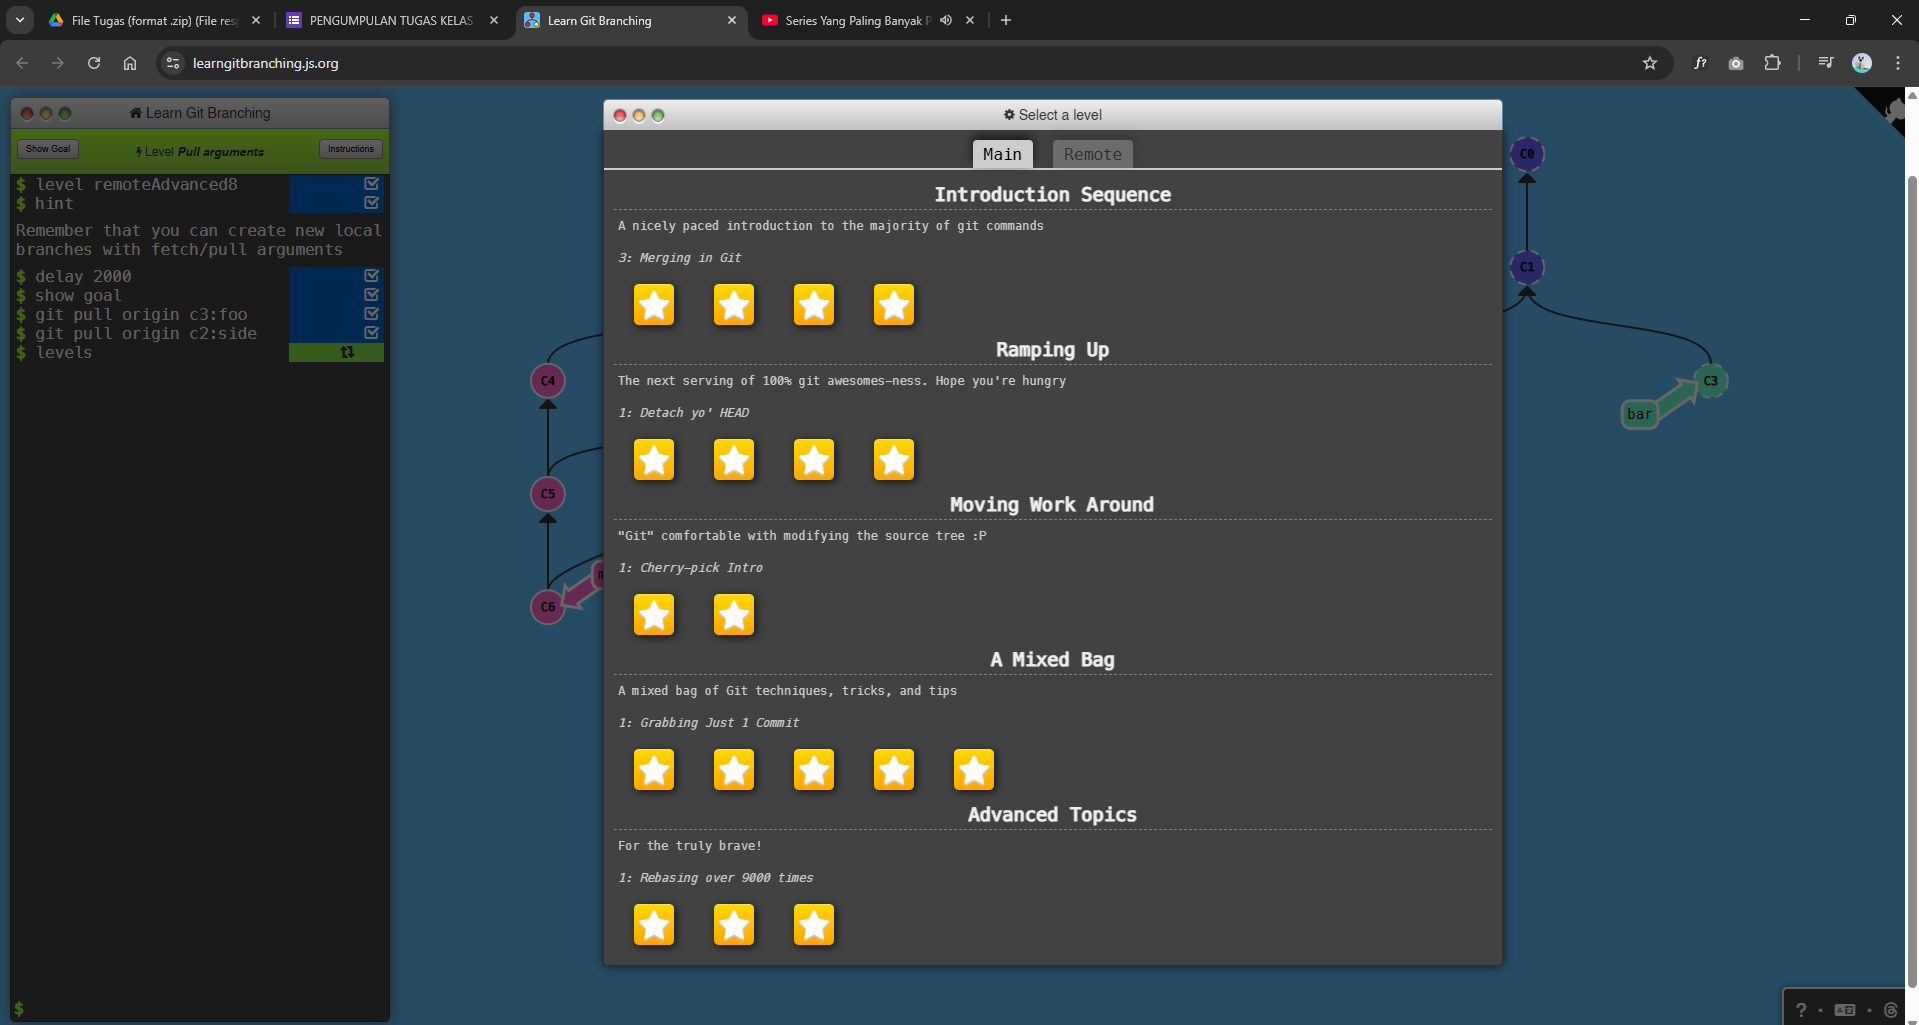 File Tugas (format .zip) (File res
PENGUMPULAN TUGAS KELAS
Learn Git Branching
Series Yang Paling Banyak P
learngitbranching.js.org
f?
Learn Git Branching
Show Goal
Level Pull arguments
Instructions
$ level remoteAdvanced8
$ hint
Remember that you can create new local
branches with fetch/pull arguments
$ delay 2000
$ show goal
$ git pull origin c3:foo
$ git pull origin c2:side
$ levels
$
Select a level
Main
Remote
Introduction Sequence
A nicely paced introduction to the majority of git commands
3: Merging in Git
Ramping Up
The next serving of 100% git awesomes-ness. Hope you're hungry
1: Detach yo' HEAD
Moving Work Around
"Git" comfortable with modifying the source tree :P
1: Cherry-pick Intro
A Mixed Bag
A mixed bag of Git techniques, tricks, and tips
1: Grabbing Just 1 Commit
Advanced Topics
For the truly brave!
1: Rebasing over 9000 times
C4
C5
C6
C0
C1
C3
bar
?